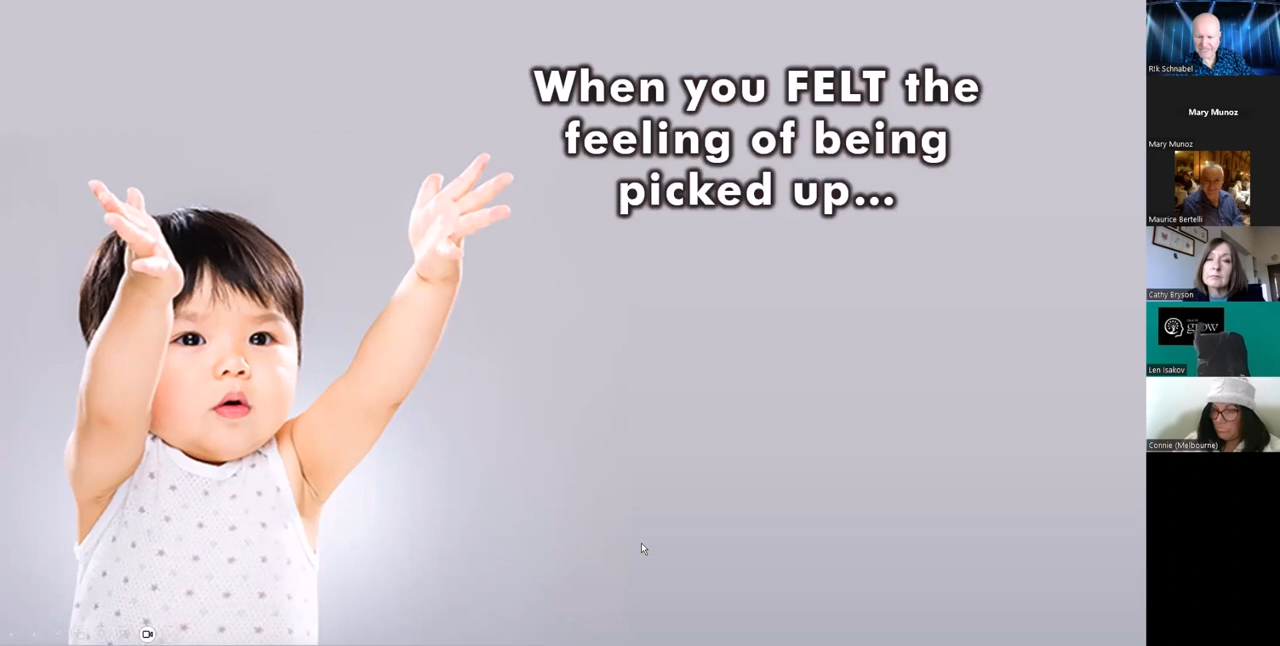 When you FELT the
feeling of being
picked up...
Rik Schnabel
Mary Munoz
Mary Munoz
Maurice Bertelli
Cathy Bryson
grow
Len Isakov
Connie (Melbourne)